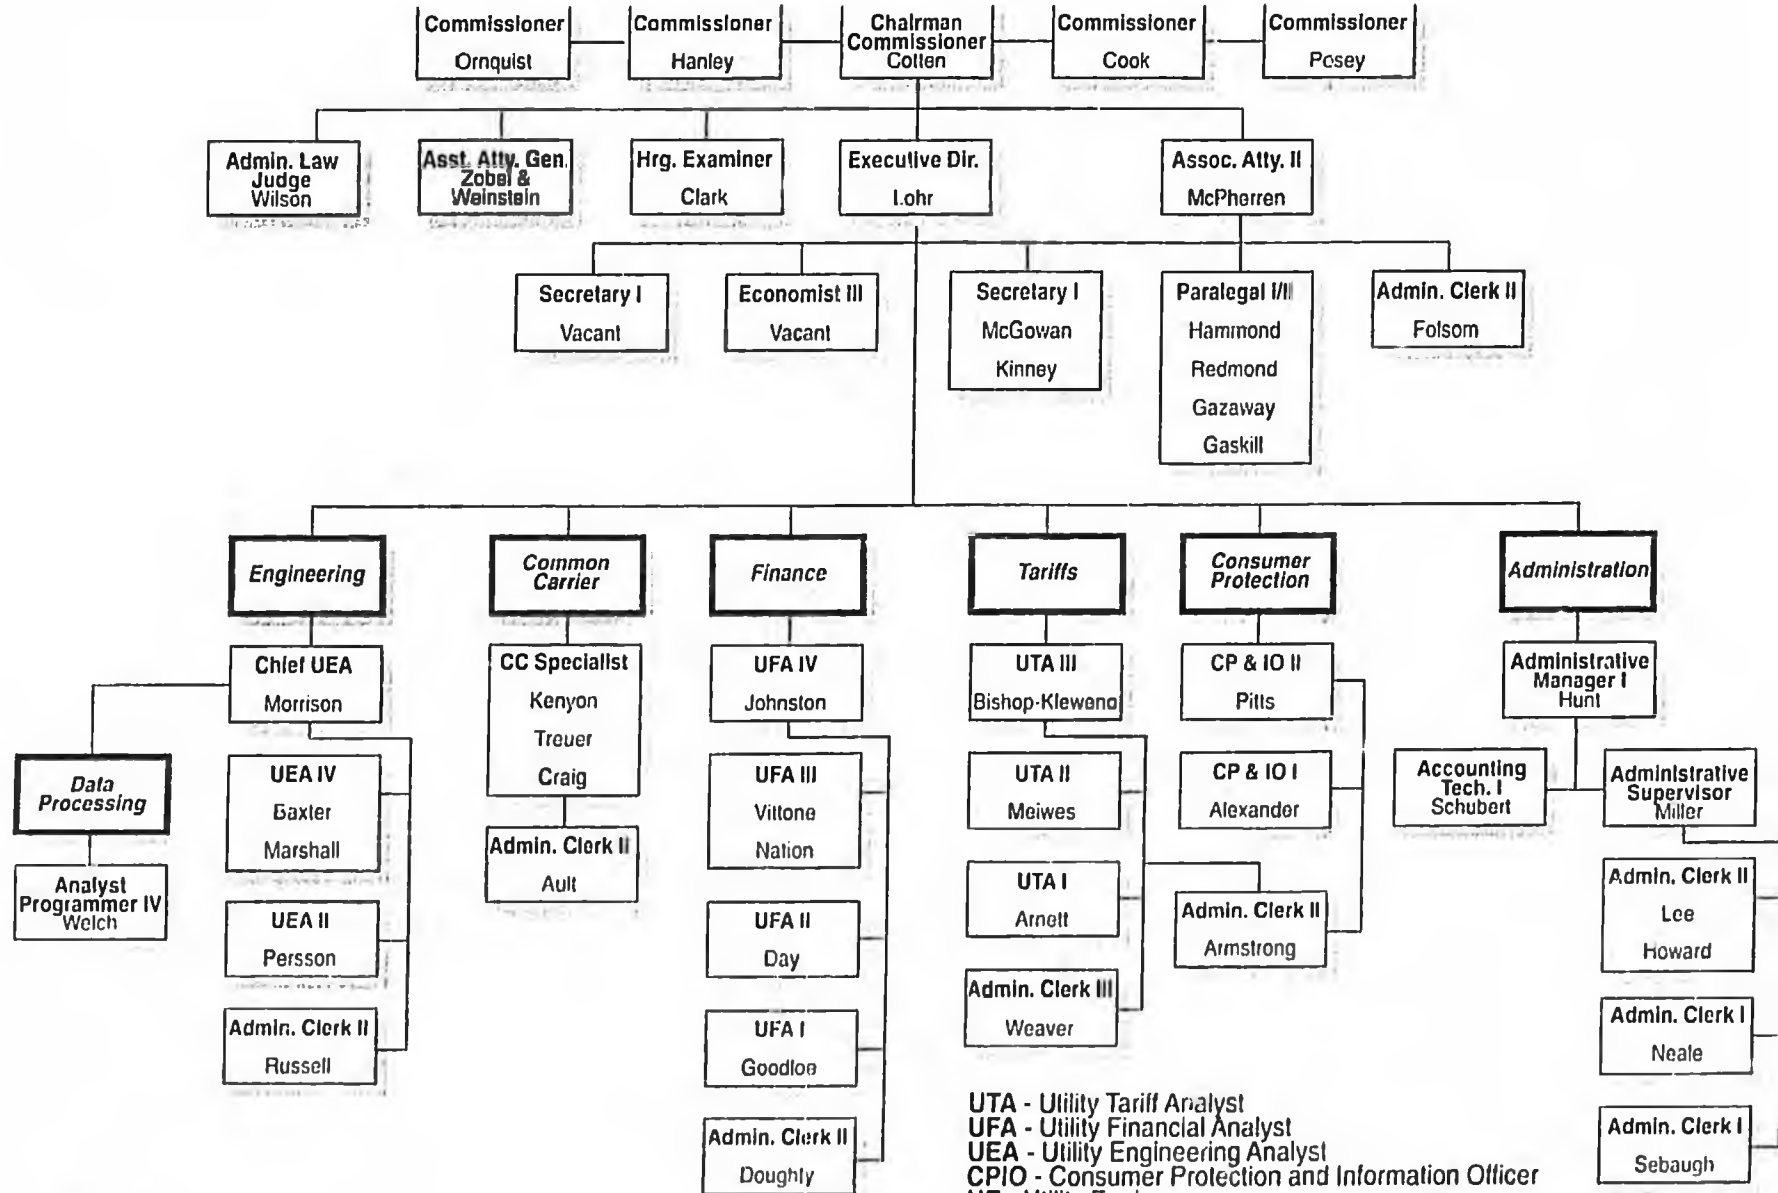 Commissioner
Ornquist
Commissioner
Hanley
Chairman
Commissioner
Cotten
Commissioner
Cook
Commissioner
Posey
Admin. Law
Judge
Wilson
Asst. Atty. Gen.
Zobel &
Weinstein
Hrg. Examiner
Clark
Executive Dir.
Lohr
Assoc. Atty. II
McPherren
Secretary I
Vacant
Economist III
Vacant
Secretary I
McGowan
Kinney
Paralegal I/II
Hammond
Redmond
Gazaway
Gaskill
Admin. Clerk II
Folsom
Engineering
Common
Carrier
Finance
Tariffs
Consumer
Protection
Administration
Chief UEA
Morrison
CC Specialist
Kenyon
Treuer
Craig
UFA IV
Johnston
UTA III
Bishop-Kleweno
CP & IO II
Pitts
Administrative
Manager I
Hunt
Data
Processing
Analyst
Programmer IV
Welch
UEA IV
Baxter
Marshall
UEA II
Persson
Admin. Clerk II
Russell
Admin. Clerk II
Ault
UFA III
Vittone
Nation
UFA II
Day
UFA I
Goodloe
Admin. Clerk II
Doughty
UTA II
Meiwes
UTA I
Arnett
Admin. Clerk III
Weaver
CP & IO I
Alexander
Admin. Clerk II
Armstrong
Accounting
Tech. I
Schubert
Administrative
Supervisor
Miller
Admin. Clerk II
Lee
Howard
Admin. Clerk I
Neale
Admin. Clerk I
Sebaugh
UTA - Utility Tariff Analyst
UFA - Utility Financial Analyst
UEA - Utility Engineering Analyst
CPIO - Consumer Protection and Information Officer